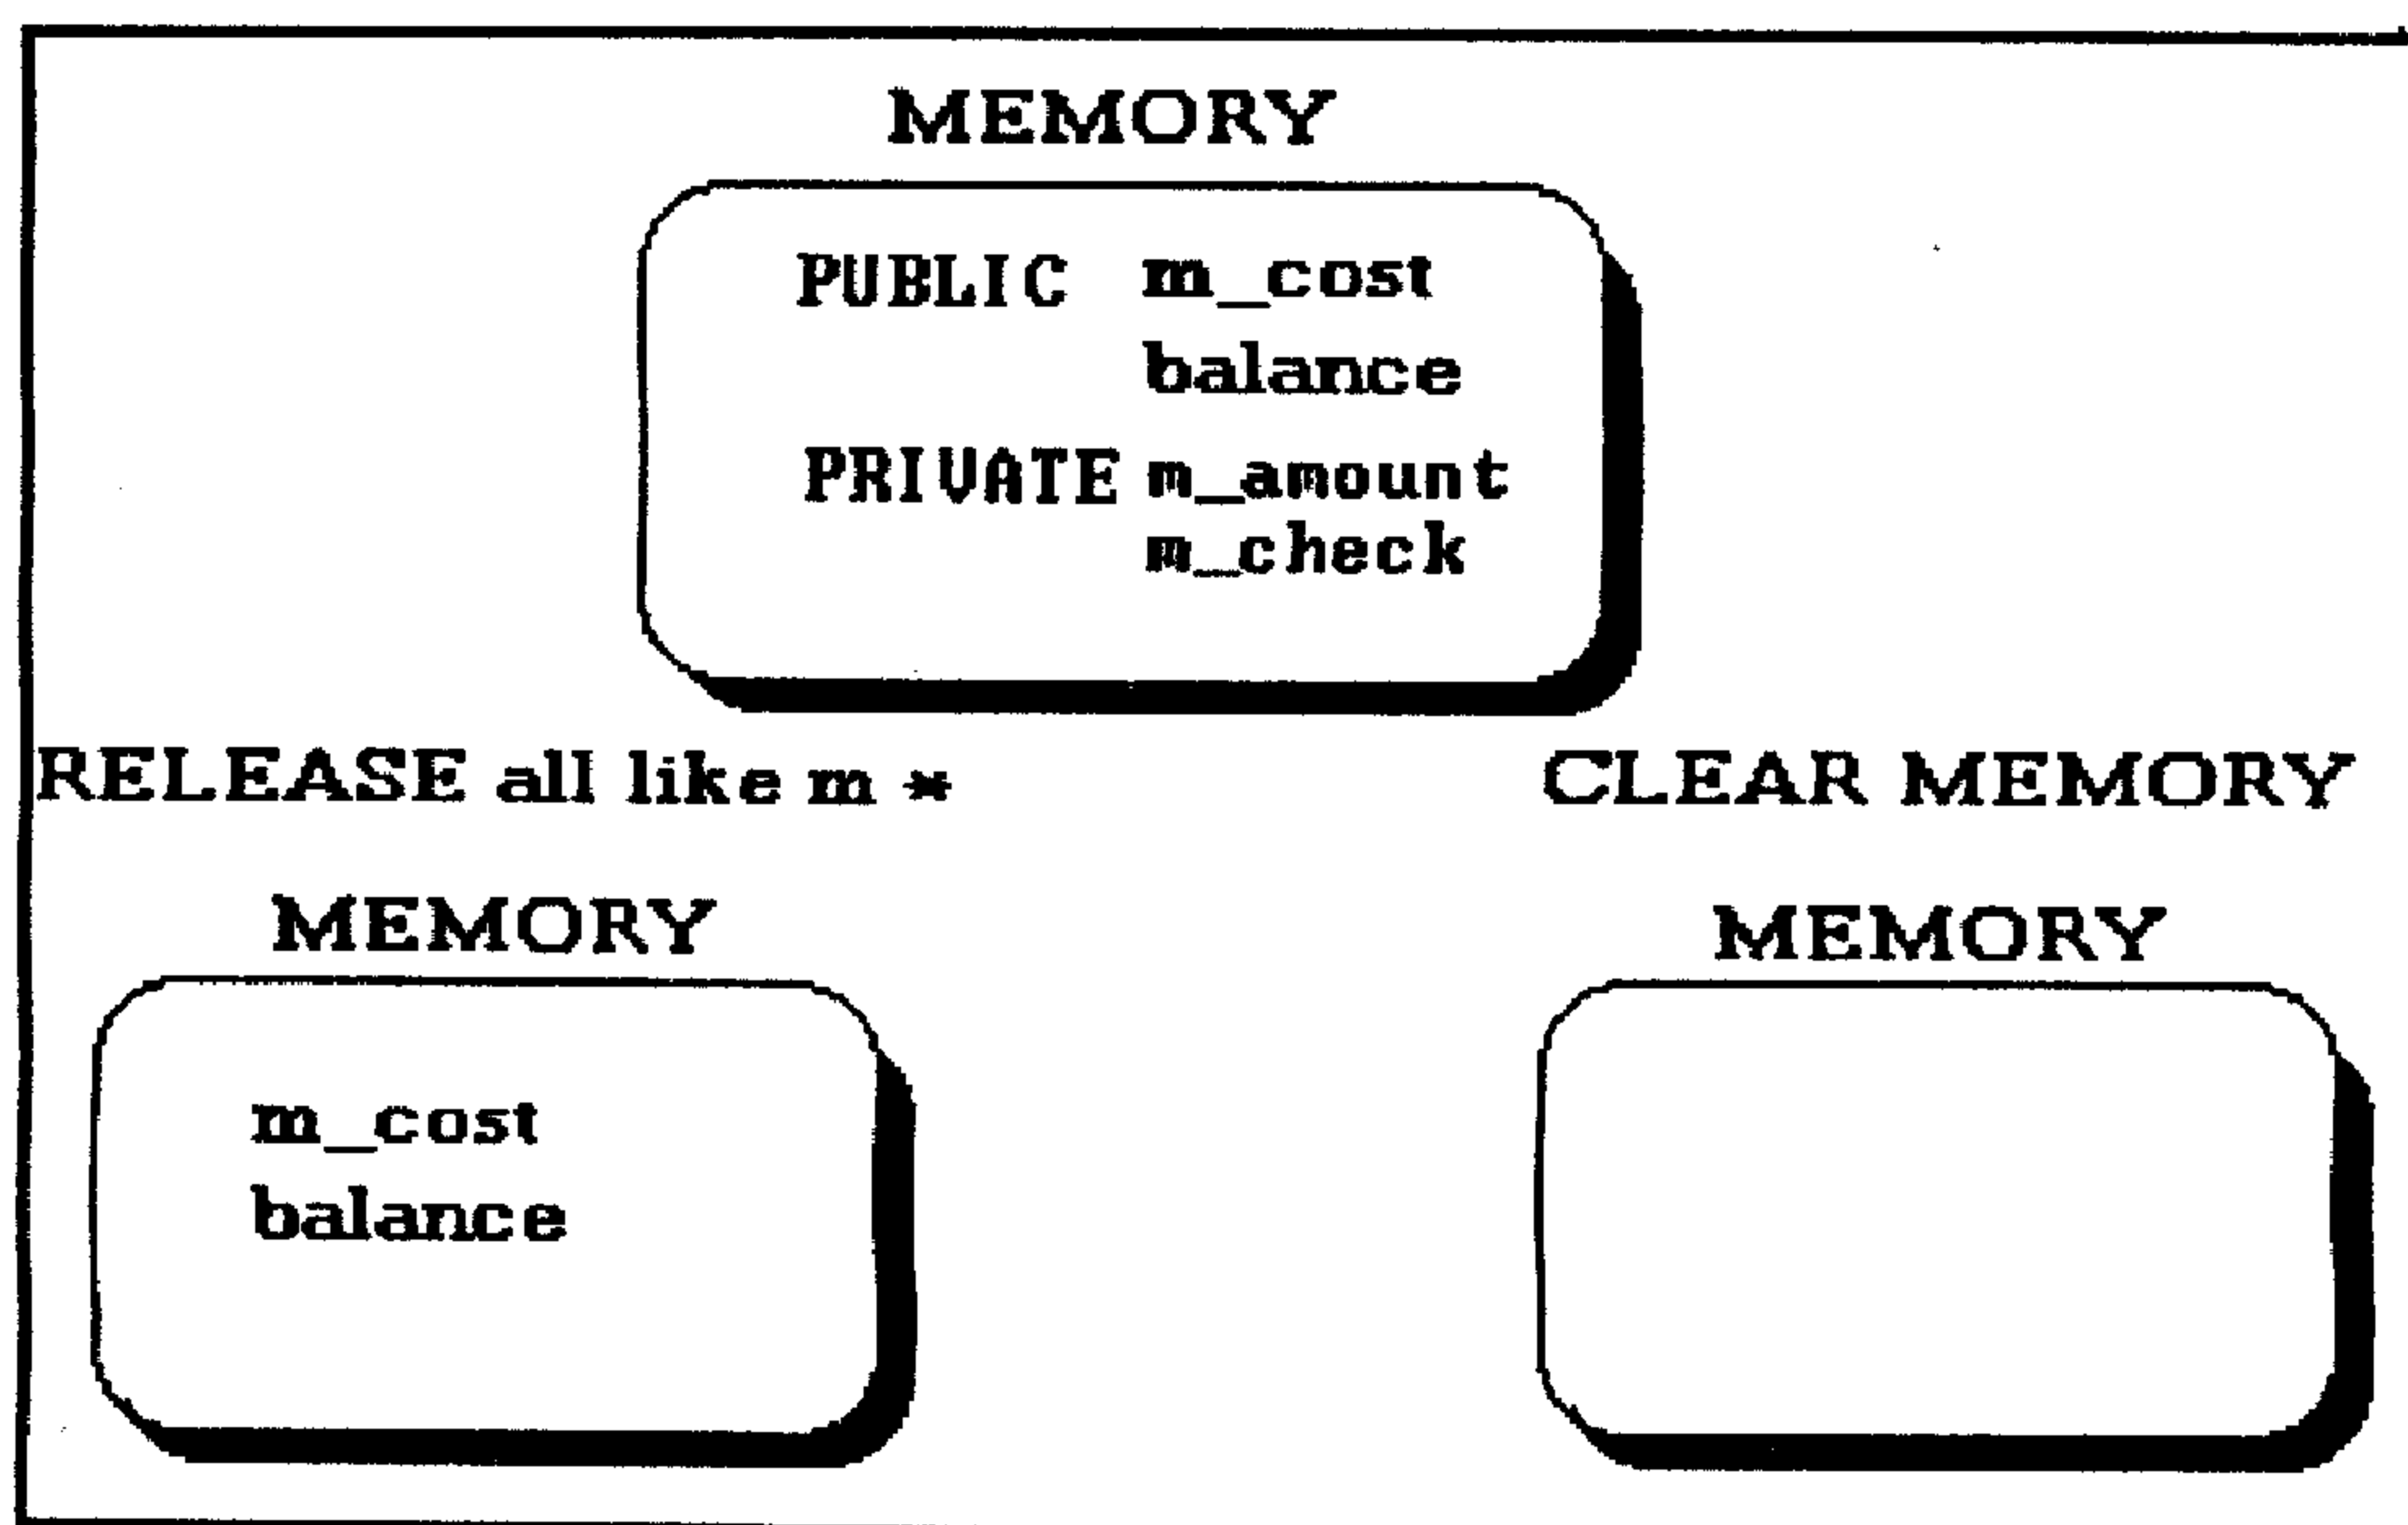 MEMORY
PUBLIC m_cost
balance
PRIVATE m_amount
m_check
RELEASE all like m *
CLEAR MEMORY
MEMORY
m_cost
balance
MEMORY